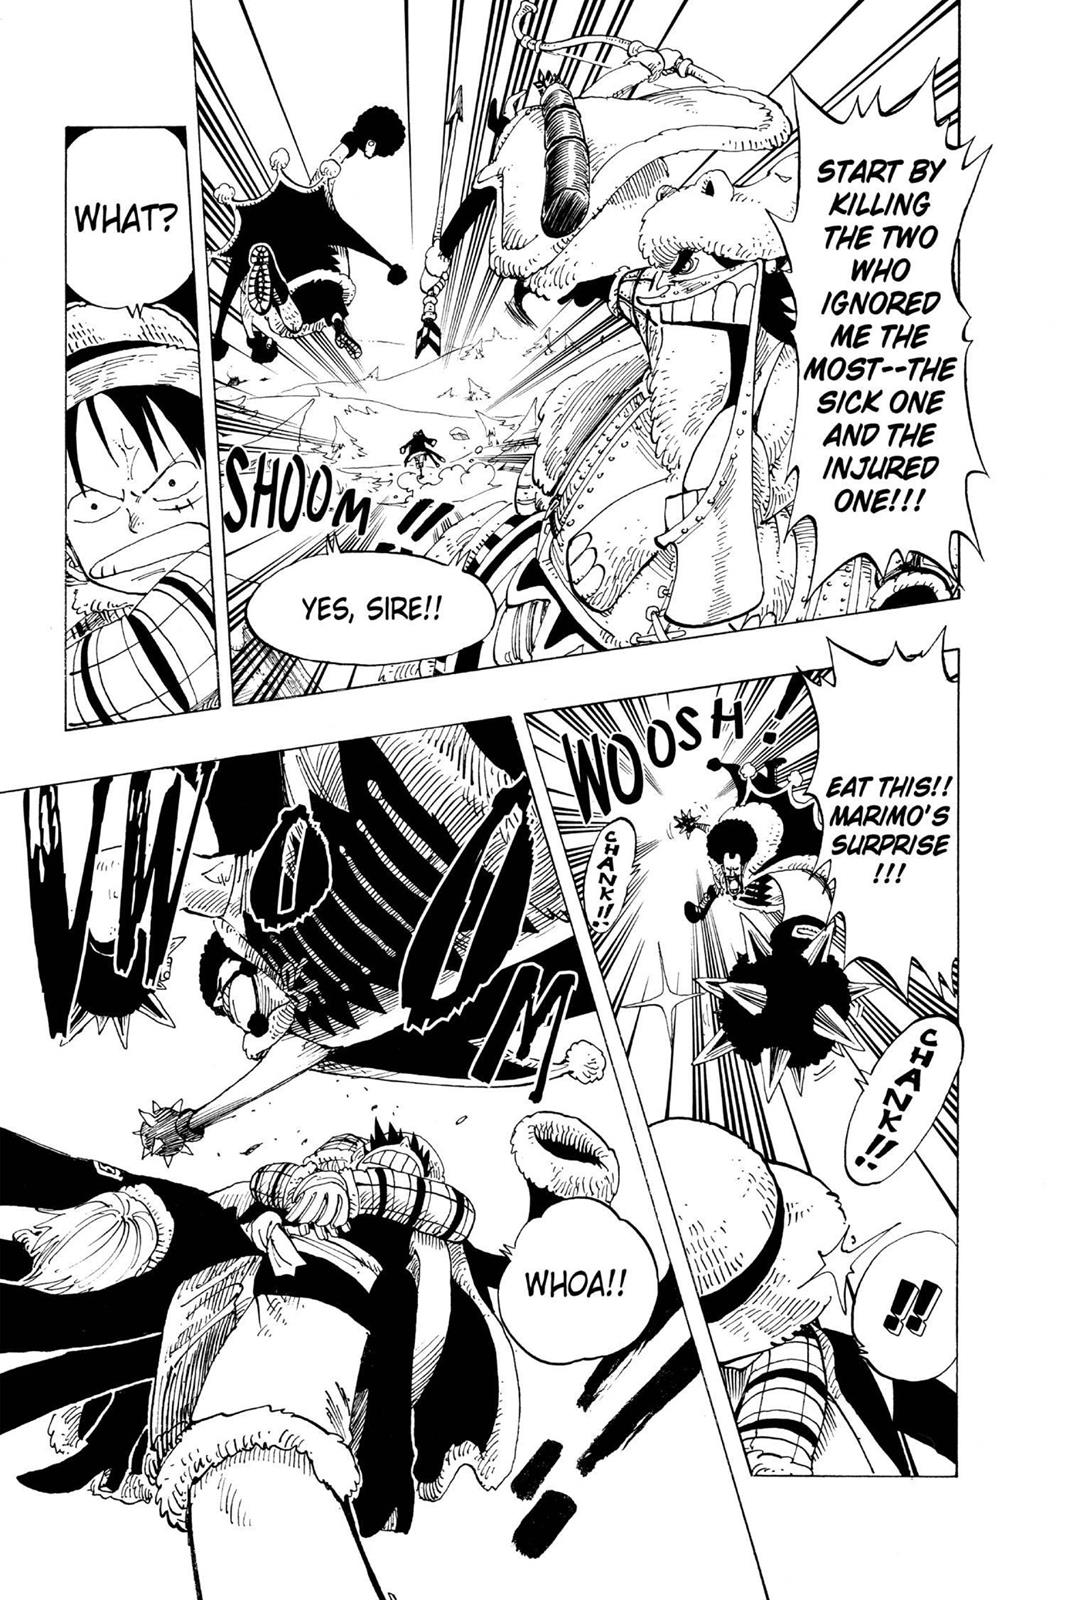 START BY
KILLING
THE TWO
WHO
IGNORED
ME THE
MOST--THE
SICK ONE
AND THE
INJURED
ONE!!!
SHOOM!!
YES, SIRE!!
WHAT?
WOOSH!
EAT THIS!!
MARIMO'S
SURPRISE
!!!
CHANK!!
CHANK!!
!!
WOOM
WHOA!!